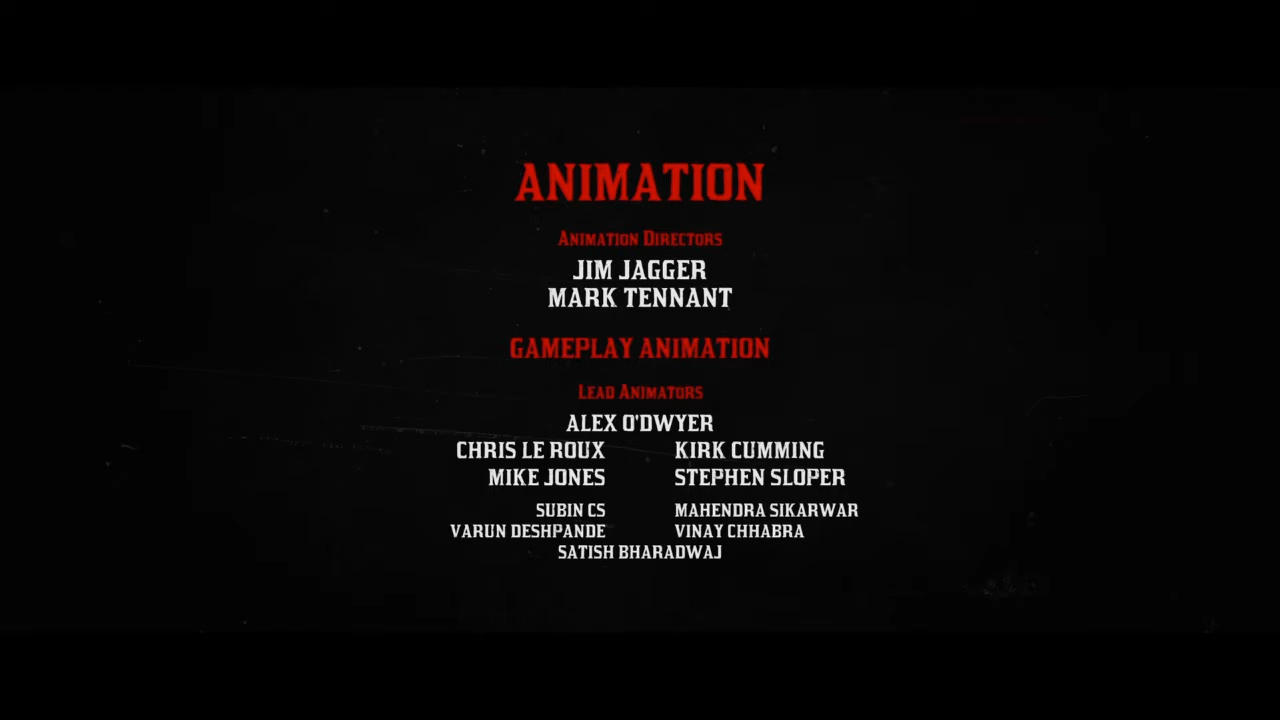 ANIMATION
Animation Directors
JIM JAGGER
MARK TENNANT
GAMEPLAY ANIMATION
Lead Animators
ALEX O'DWYER
CHRIS LE ROUX KIRK CUMMING
MIKE JONES STEPHEN SLOPER
SUBIN CS MAHENDRA SIKARWAR
VARUN DESHPANDE VINAY CHHABRA
SATISH BHARADWAJ